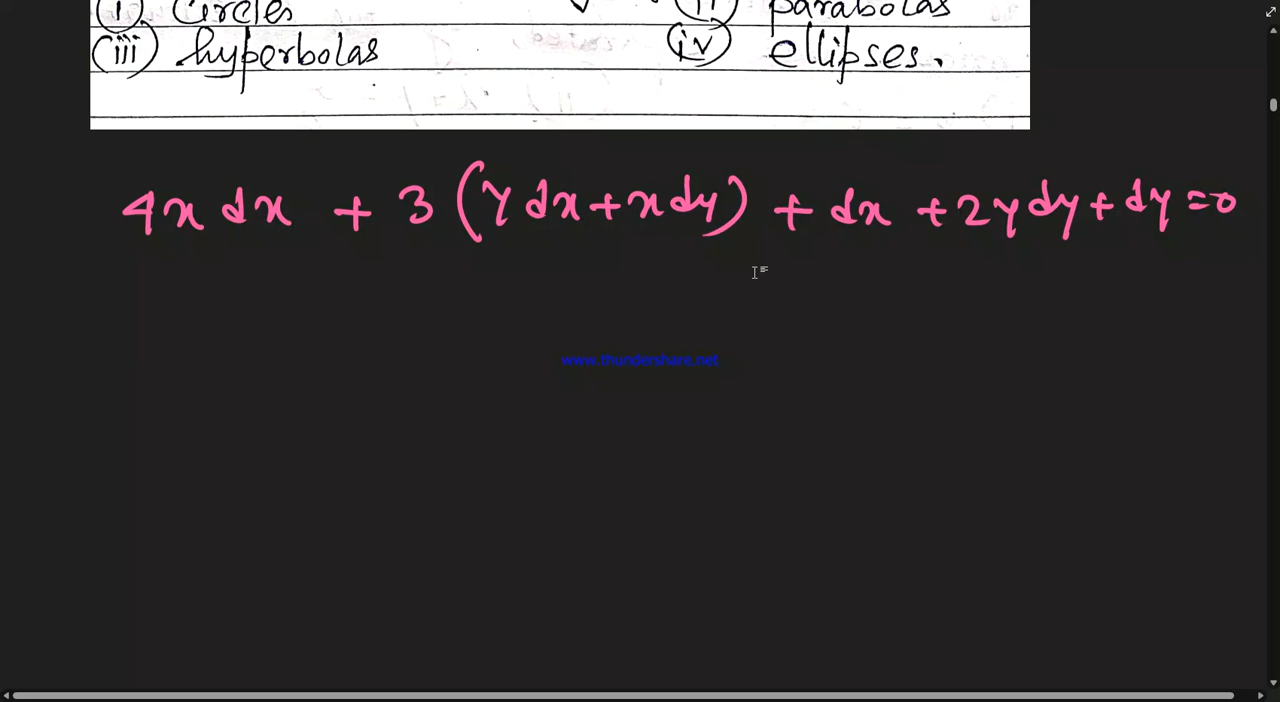 (i) Circles (ii) parabolas
(iii) hyperbolas (iv) ellipses.
4x dx + 3 (y dx + x dy) + dx + 2y dy + dy = 0
www.thundershare.net